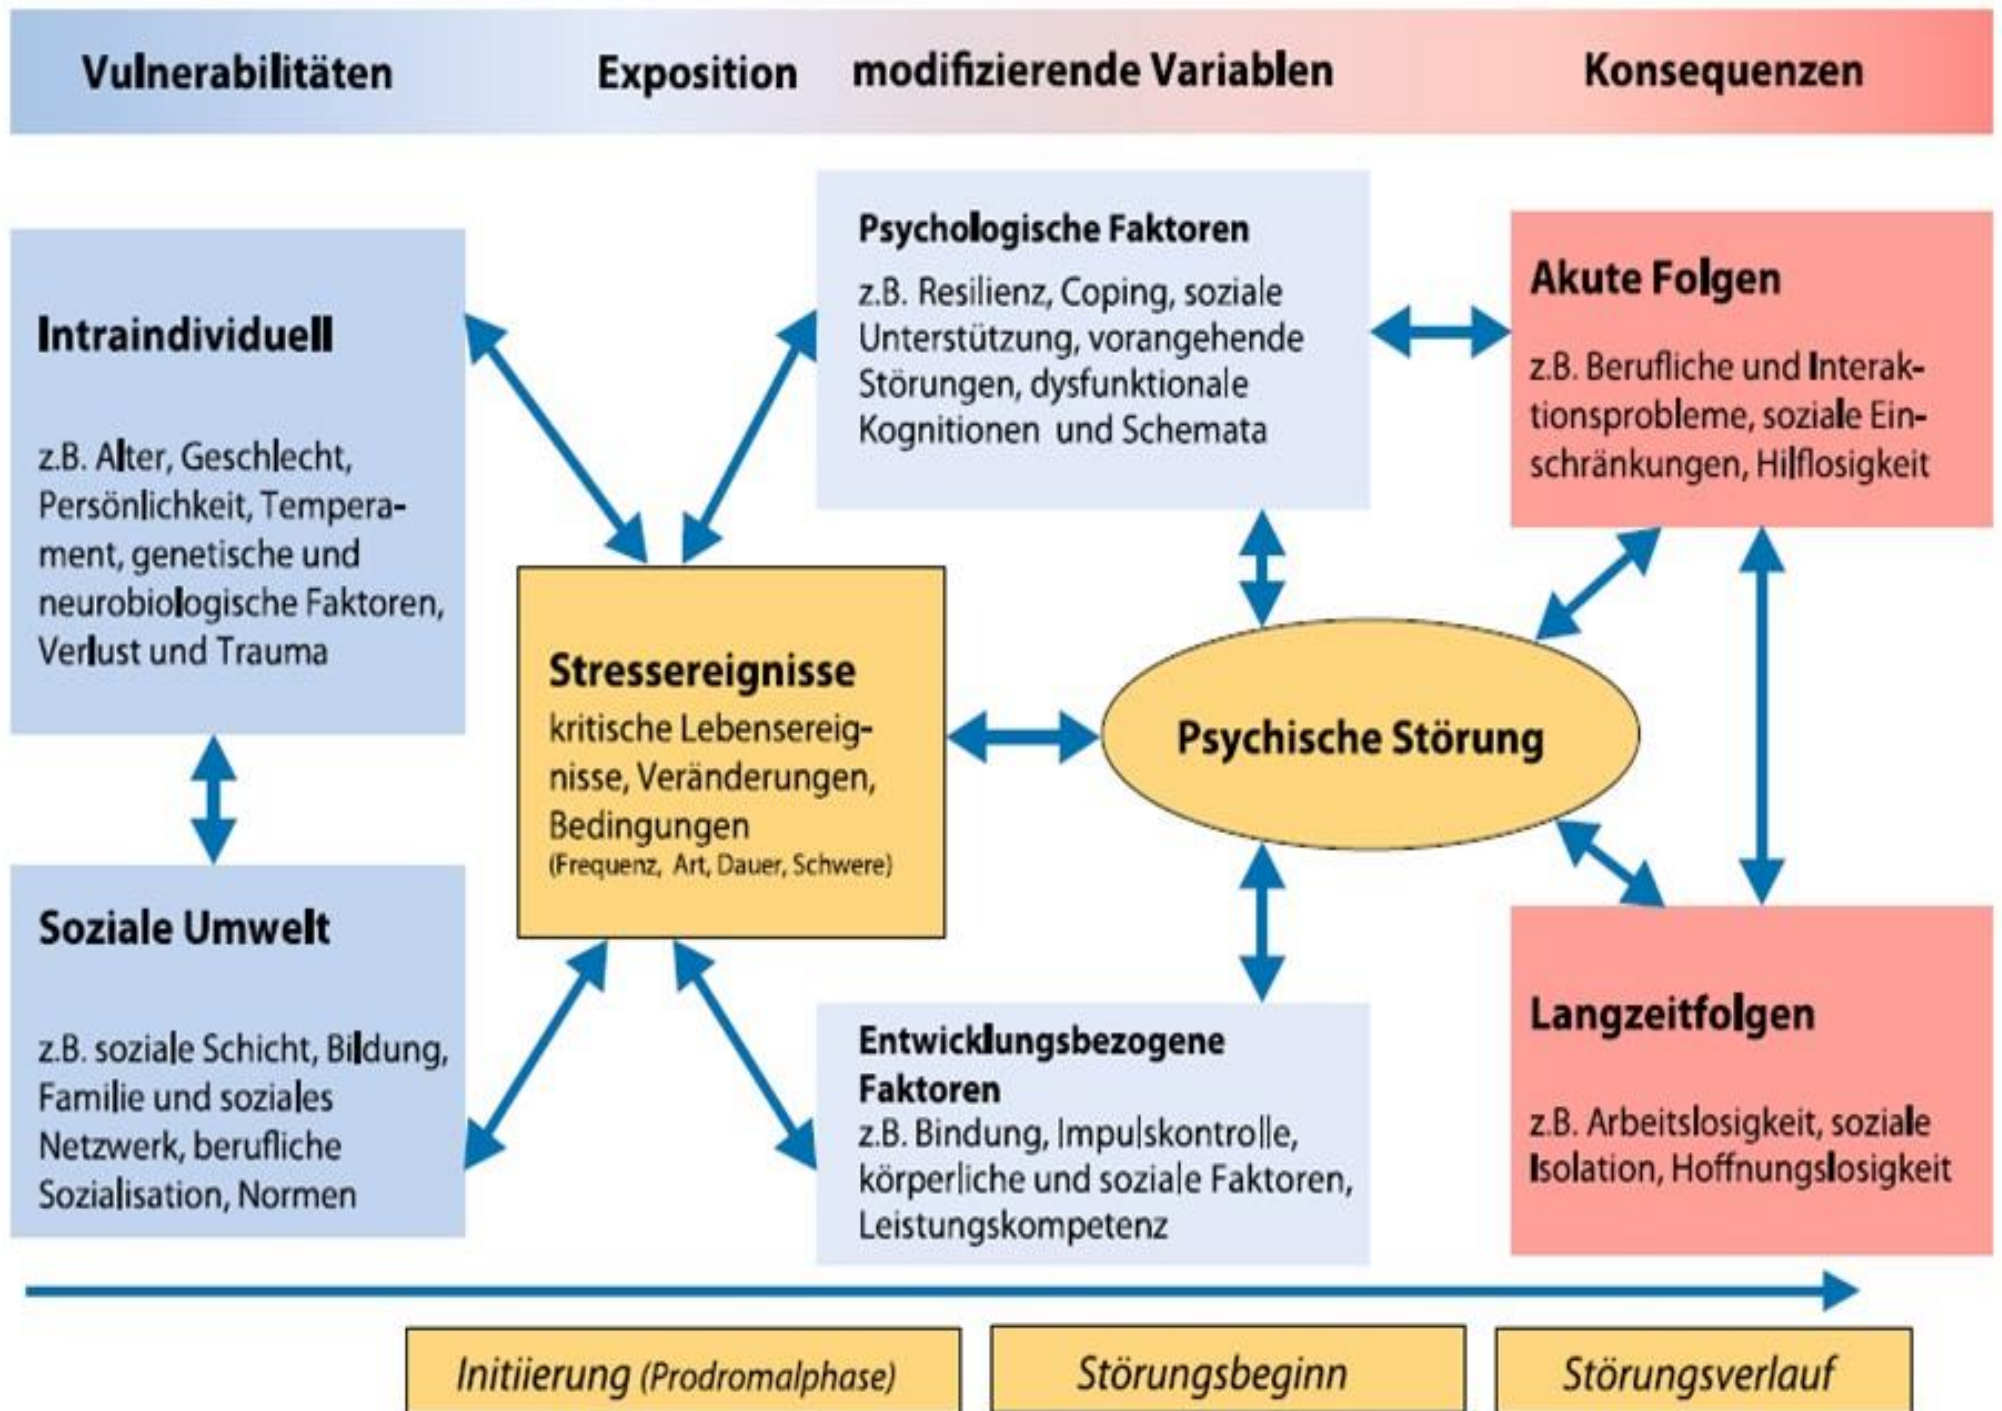 Vulnerabilitäten
Exposition
modifizierende Variablen
Konsequenzen
Intraindividuell
z.B. Alter, Geschlecht,
Persönlichkeit, Tempera-
ment, genetische und
neurobiologische Faktoren,
Verlust und Trauma
Soziale Umwelt
z.B. soziale Schicht, Bildung,
Familie und soziales
Netzwerk, berufliche
Sozialisation, Normen
Stressereignisse
kritische Lebensereig-
nisse, Veränderungen,
Bedingungen
(Frequenz, Art, Dauer, Schwere)
Psychologische Faktoren
z.B. Resilienz, Coping, soziale
Unterstützung, vorangehende
Störungen, dysfunktionale
Kognitionen und Schemata
Psychische Störung
Entwicklungsbezogene
Faktoren
z.B. Bindung, Impulskontrolle,
körperliche und soziale Faktoren,
Leistungskompetenz
Akute Folgen
z.B. Berufliche und Interak-
tionsprobleme, soziale Ein-
schränkungen, Hilflosigkeit
Langzeitfolgen
z.B. Arbeitslosigkeit, soziale
Isolation, Hoffnungslosigkeit
Initiierung (Prodromalphase)
Störungsbeginn
Störungsverlauf